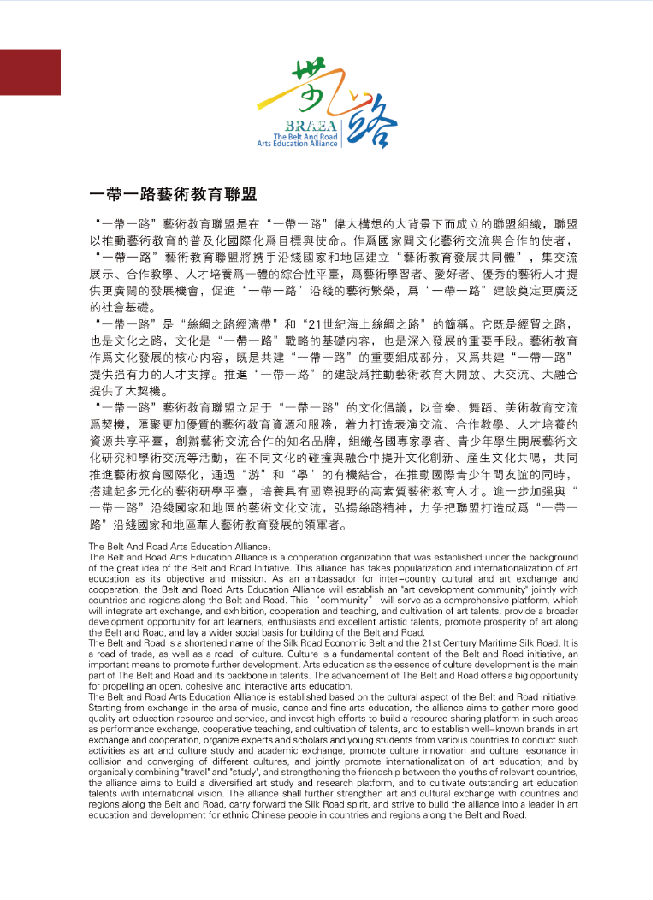 帶一路
BRAEA
The Belt And Road
Arts Education Alliance
一帶一路藝術教育聯盟
“一帶一路”藝術教育聯盟是在“一帶一路”偉大構想的大背景下而成立的聯盟組織，聯盟
以推動藝術教育的普及化國際化爲目標與使命。作爲國家間文化藝術交流與合作的使者，
“一帶一路”藝術教育聯盟將携手沿綫國家和地區建立“藝術教育發展共同體”，集交流
展示、合作教學、人才培養爲一體的綜合性平臺，爲藝術學習者、愛好者、優秀的藝術人才提
供更廣闊的發展機會，促進‘一帶一路’沿綫的藝術繁榮，爲‘一帶一路’建設奠定更廣泛
的社會基礎。
“一帶一路”是“絲綢之路經濟帶”和“21世紀海上絲綢之路”的簡稱。它既是經貿之路，
也是文化之路，文化是“一帶一路”戰略的基礎内容，也是深入發展的重要手段。藝術教育
作爲文化發展的核心内容，既是共建“一帶一路”的重要組成部分，又爲共建“一帶一路”
提供强有力的人才支撑。推進‘一帶一路’的建設爲推動藝術教育大開放、大交流、大融合
提供了大契機。
“一帶一路”藝術教育聯盟立足于“一帶一路”的文化倡議，以音樂、舞蹈、美術教育交流
爲契機，匯聚更加優質的藝術教育資源和服務，着力打造表演交流、合作教學、人才培養的
資源共享平臺，創辦藝術交流合作的知名品牌，組織各國專家學者、青少年學生開展藝術文
化研究和學術交流等活動，在不同文化的碰撞與融合中提升文化創新、産生文化共鳴，共同
推進藝術教育國際化，通過“游”和“學”的有機結合，在推動國際青少年間友誼的同時，
搭建起多元化的藝術研學平臺，培養具有國際視野的高素質藝術教育人才。進一步加强與“
一帶一路”沿綫國家和地區的藝術文化交流，弘揚絲路精神，力争把聯盟打造成爲“一帶一
路”沿綫國家和地區華人藝術教育發展的領軍者。
The Belt And Road Arts Education Alliance:
The Belt and Road Arts Education Alliance is a cooperation organization that was established under the background
of the great idea of the Belt and Road Initiative. This alliance has takes popularization and internationalization of art
education as its objective and mission. As an ambassador for inter–country cultural and art exchange and
cooperation, the Belt and Road Arts Education Alliance will establish an "art development community" jointly with
countries and regions along the Belt and Road. This “community” will serve as a comprehensive platform, which
will integrate art exchange, and exhibition, cooperation and teaching, and cultivation of art talents, provide a broader
development opportunity for art learners, enthusiasts and excellent artistic talents, promote prosperity of art along
the Belt and Road, and lay a wider social basis for building of the Belt and Road.
The Belt and Road is a shortened name of the Silk Road Economic Belt and the 21st Century Maritime Silk Road. It is
a road of trade, as well as a road of culture. Culture is a fundamental content of the Belt and Road initiative, an
important means to promote further development. Arts education as the essence of culture development is the main
part of The Belt and Road and its backbone in talents. The advancement of The Belt and Road offers a big opportunity
for propelling an open, cohesive and interactive arts education.
The Belt and Road Arts Education Alliance is established based on the cultural aspect of the Belt and Road Initiative.
Starting from exchange in the area of music, dance and fine arts education, the alliance aims to gather more good
quality art education resource and service, and invest high efforts to build a resource sharing platform in such areas
as performance exchange, cooperative teaching, and cultivation of talents, and to establish well–known brands in art
exchange and cooperation, organize experts and scholars and young students from various countries to conduct such
activities as art and culture study and academic exchange, promote culture innovation and culture resonance in
collision and converging of different cultures, and jointly promote internationalization of art education; and by
organically combining "travel" and "study", and strengthening the friendship between the youths of relevant countries,
the alliance aims to build a diversified art study and research platform, and to cultivate outstanding art education
talents with international vision. The alliance shall further strengthen art and cultural exchange with countries and
regions along the Belt and Road, carry forward the Silk Road spirit, and strive to build the alliance into a leader in art
education and development for ethnic Chinese people in countries and regions along the Belt and Road.